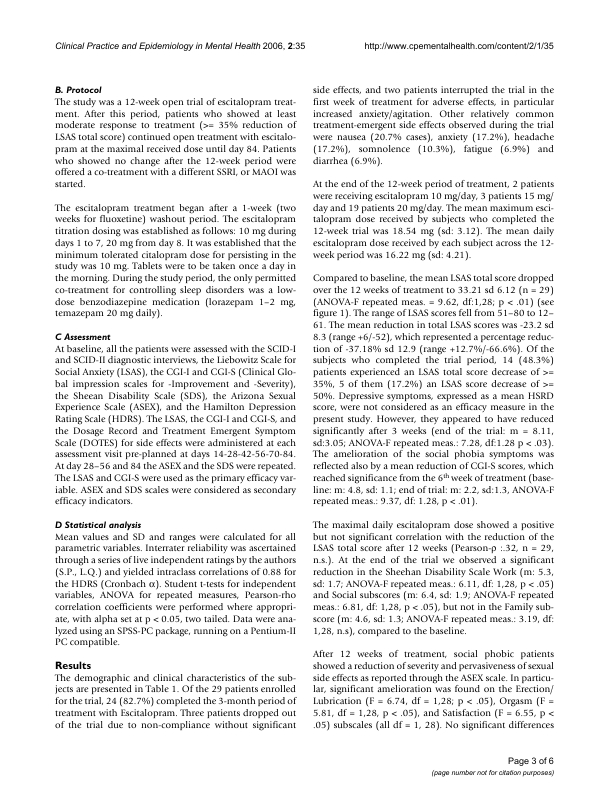 Clinical Practice and Epidemiology in Mental Health 2006, 2:35
http://www.cpementalhealth.com/content/2/1/35
B. Protocol
The study was a 12-week open trial of escitalopram treat-
ment. After this period, patients who showed at least
moderate response to treatment (>= 35% reduction of
LSAS total score) continued open treatment with escitalo-
pram at the maximal received dose until day 84. Patients
who showed no change after the 12-week period were
offered a co-treatment with a different SSRI, or MAOI was
started.
The escitalopram treatment began after a 1-week (two
weeks for fluoxetine) washout period. The escitalopram
titration dosing was established as follows: 10 mg during
days 1 to 7, 20 mg from day 8. It was established that the
minimum tolerated citalopram dose for persisting in the
study was 10 mg. Tablets were to be taken once a day in
the morning. During the study period, the only permitted
co-treatment for controlling sleep disorders was a low-
dose benzodiazepine medication (lorazepam 1–2 mg,
temazepam 20 mg daily).
C Assessment
At baseline, all the patients were assessed with the SCID-I
and SCID-II diagnostic interviews, the Liebowitz Scale for
Social Anxiety (LSAS), the CGI-I and CGI-S (Clinical Glo-
bal impression scales for -Improvement and -Severity),
the Sheean Disability Scale (SDS), the Arizona Sexual
Experience Scale (ASEX), and the Hamilton Depression
Rating Scale (HDRS). The LSAS, the CGI-I and CGI-S, and
the Dosage Record and Treatment Emergent Symptom
Scale (DOTES) for side effects were administered at each
assessment visit pre-planned at days 14-28-42-56-70-84.
At day 28–56 and 84 the ASEX and the SDS were repeated.
The LSAS and CGI-S were used as the primary efficacy var-
iable. ASEX and SDS scales were considered as secondary
efficacy indicators.
D Statistical analysis
Mean values and SD and ranges were calculated for all
parametric variables. Interrater reliability was ascertained
through a series of live independent ratings by the authors
(S.P., L.Q.) and yielded intraclass correlations of 0.88 for
the HDRS (Cronbach α). Student t-tests for independent
variables, ANOVA for repeated measures, Pearson-rho
correlation coefficients were performed where appropri-
ate, with alpha set at p < 0.05, two tailed. Data were ana-
lyzed using an SPSS-PC package, running on a Pentium-II
PC compatible.
Results
The demographic and clinical characteristics of the sub-
jects are presented in Table 1. Of the 29 patients enrolled
for the trial, 24 (82.7%) completed the 3-month period of
treatment with Escitalopram. Three patients dropped out
of the trial due to non-compliance without significant
side effects, and two patients interrupted the trial in the
first week of treatment for adverse effects, in particular
increased anxiety/agitation. Other relatively common
treatment-emergent side effects observed during the trial
were nausea (20.7% cases), anxiety (17.2%), headache
(17.2%), somnolence (10.3%), fatigue (6.9%) and
diarrhea (6.9%).
At the end of the 12-week period of treatment, 2 patients
were receiving escitalopram 10 mg/day, 3 patients 15 mg/
day and 19 patients 20 mg/day. The mean maximum esci-
talopram dose received by subjects who completed the
12-week trial was 18.54 mg (sd: 3.12). The mean daily
escitalopram dose received by each subject across the 12-
week period was 16.22 mg (sd: 4.21).
Compared to baseline, the mean LSAS total score dropped
over the 12 weeks of treatment to 33.21 sd 6.12 (n = 29)
(ANOVA-F repeated meas. = 9.62, df:1,28; p < .01) (see
figure 1). The range of LSAS scores fell from 51–80 to 12–
61. The mean reduction in total LSAS scores was -23.2 sd
8.3 (range +6/-52), which represented a percentage reduc-
tion of -37.18% sd 12.9 (range +12.7%/-66.6%). Of the
subjects who completed the trial period, 14 (48.3%)
patients experienced an LSAS total score decrease of >=
35%, 5 of them (17.2%) an LSAS score decrease of >=
50%. Depressive symptoms, expressed as a mean HSRD
score, were not considered as an efficacy measure in the
present study. However, they appeared to have reduced
significantly after 3 weeks (end of the trial: m = 8.11,
sd:3.05; ANOVA-F repeated meas.: 7.28, df:1.28 p < .03).
The amelioration of the social phobia symptoms was
reflected also by a mean reduction of CGI-S scores, which
reached significance from the 6th week of treatment (base-
line: m: 4.8, sd: 1.1; end of trial: m: 2.2, sd:1.3, ANOVA-F
repeated meas.: 9.37, df: 1.28, p < .01).
The maximal daily escitalopram dose showed a positive
but not significant correlation with the reduction of the
LSAS total score after 12 weeks (Pearson-ρ :.32, n = 29,
n.s.). At the end of the trial we observed a significant
reduction in the Sheehan Disability Scale Work (m: 5.3,
sd: 1.7; ANOVA-F repeated meas.: 6.11, df: 1,28, p < .05)
and Social subscores (m: 6.4, sd: 1.9; ANOVA-F repeated
meas.: 6.81, df: 1,28, p < .05), but not in the Family sub-
score (m: 4.6, sd: 1.3; ANOVA-F repeated meas.: 3.19, df:
1,28, n.s), compared to the baseline.
After 12 weeks of treatment, social phobic patients
showed a reduction of severity and pervasiveness of sexual
side effects as reported through the ASEX scale. In particu-
lar, significant amelioration was found on the Erection/
Lubrication (F = 6.74, df = 1,28; p < .05), Orgasm (F =
5.81, df = 1,28, p < .05), and Satisfaction (F = 6.55, p <
.05) subscales (all df = 1, 28). No significant differences
Page 3 of 6
(page number not for citation purposes)